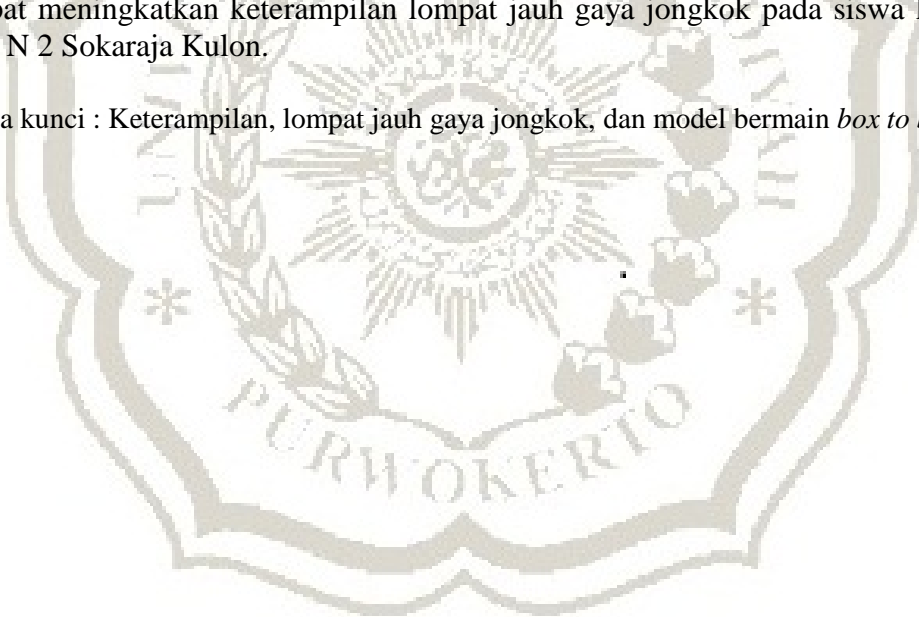 meningkatkan keterampilan lompat jauh gaya jongkok pada siswa
N 2 Sokaraja Kulon.
a kunci : Keterampilan, lompat jauh gaya jongkok, dan model bermain box to
PURWOKERTO